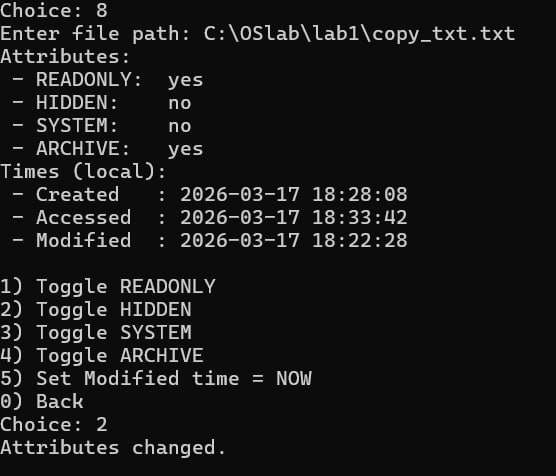 Choice: 8
Enter file path: C:\OSlab\lab1\copy_txt.txt
Attributes:
 - READONLY:  yes
 - HIDDEN:    no
 - SYSTEM:    no
 - ARCHIVE:   yes
Times (local):
 - Created   : 2026-03-17 18:28:08
 - Accessed  : 2026-03-17 18:33:42
 - Modified  : 2026-03-17 18:22:28
1) Toggle READONLY
2) Toggle HIDDEN
3) Toggle SYSTEM
4) Toggle ARCHIVE
5) Set Modified time = NOW
0) Back
Choice: 2
Attributes changed.